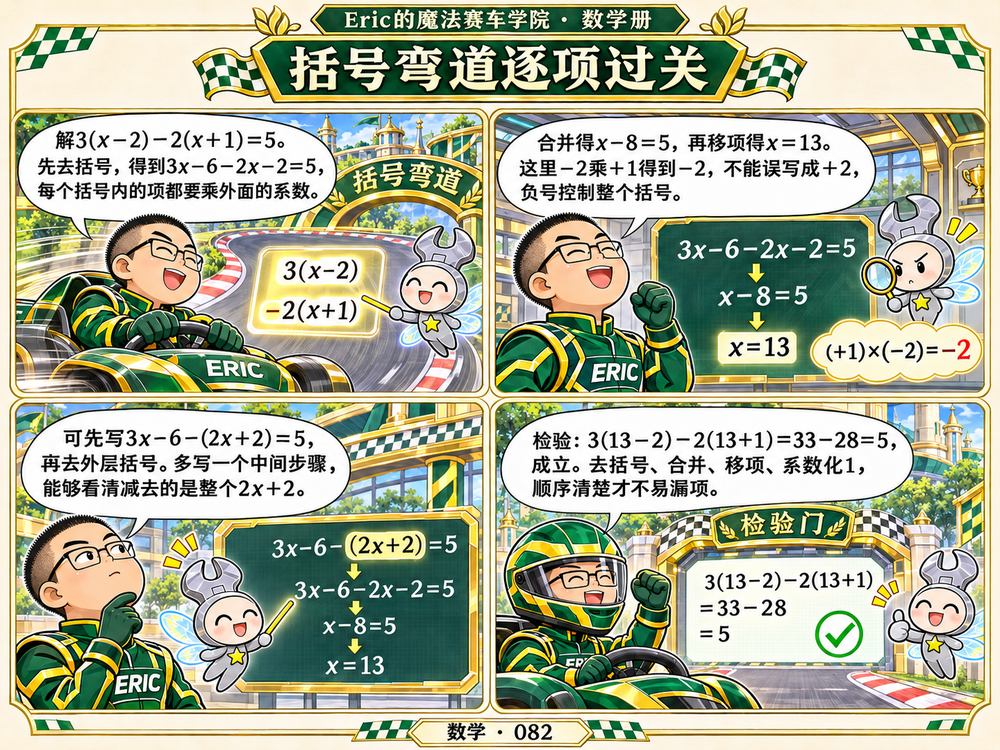 Eric的魔法赛车学院 · 数学册
括号弯道逐项过关
解3(x−2)−2(x+1)=5。
先去括号，得到3x−6−2x−2=5，
每个括号内的项都要乘外面的系数。
括号弯道
3(x−2)
−2(x+1)
ERIC
合并得x−8=5，再移项得x=13。
这里−2乘+1得到−2，不能误写成+2，
负号控制整个括号。
3x−6−2x−2=5
x−8=5
x=13
(+1)×(−2)=−2
ERIC
可先写3x−6−(2x+2)=5，
再去外层括号。多写一个中间步骤，
能够看清减去的是整个2x+2。
3x−6−(2x+2)=5
3x−6−2x−2=5
x−8=5
x=13
ERIC
检验：3(13−2)−2(13+1)=33−28=5，
成立。去括号、合并、移项、系数化1，
顺序清楚才不易漏项。
检验门
3(13−2)−2(13+1)
=33−28
=5
ERIC
数学 · 082